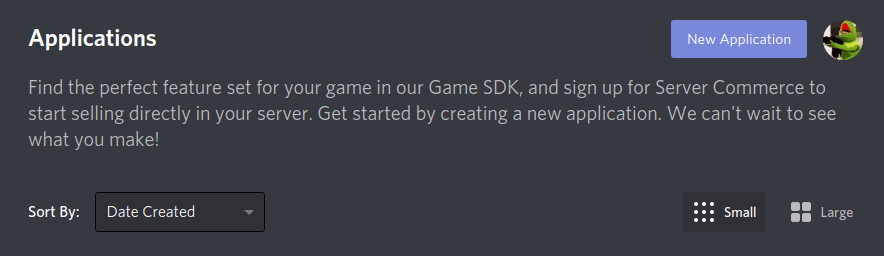 Applications
New Application
Find the perfect feature set for your game in our Game SDK, and sign up for Server Commerce to
start selling directly in your server. Get started by creating a new application. We can't wait to see
what you make!
Sort By: Date Created Small Large